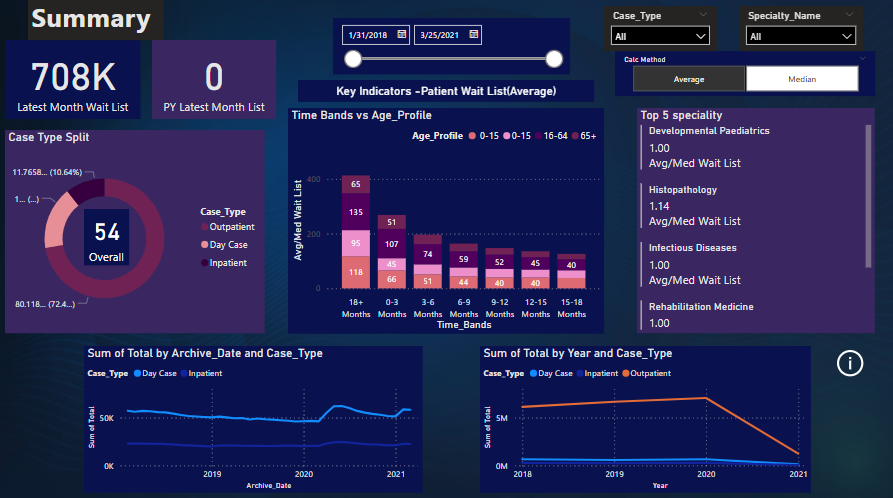 Summary
708K
Latest Month Wait List
0
PY Latest Month List
1/31/2018
3/25/2021
Case_Type
All
Specialty_Name
All
Calc Method
Average
Median
Key Indicators -Patient Wait List(Average)
Case Type Split
11.7658... (10.64%)
1... (...)
54
Overall
80.118... (72.4...)
Case_Type
Outpatient
Day Case
Inpatient
Time Bands vs Age_Profile
Age_Profile
0-15
0-15
16-64
65+
Avg/Med Wait List
400
200
0
65
135
95
118
51
107
45
66
74
51
59
44
52
40
45
40
40
18+
Months
0-3
Months
3-6
Months
6-9
Months
9-12
Months
12-15
Months
15-18
Months
Time_Bands
Top 5 speciality
Developmental Paediatrics
1.00
Avg/Med Wait List
Histopathology
1.14
Avg/Med Wait List
Infectious Diseases
1.00
Avg/Med Wait List
Rehabilitation Medicine
1.00
Sum of Total by Archive_Date and Case_Type
Case_Type
Day Case
Inpatient
Sum of Total
50K
0K
2019
2020
2021
Archive_Date
Sum of Total by Year and Case_Type
Case_Type
Day Case
Inpatient
Outpatient
Sum of Total
5M
0M
2018
2019
2020
2021
Year
i